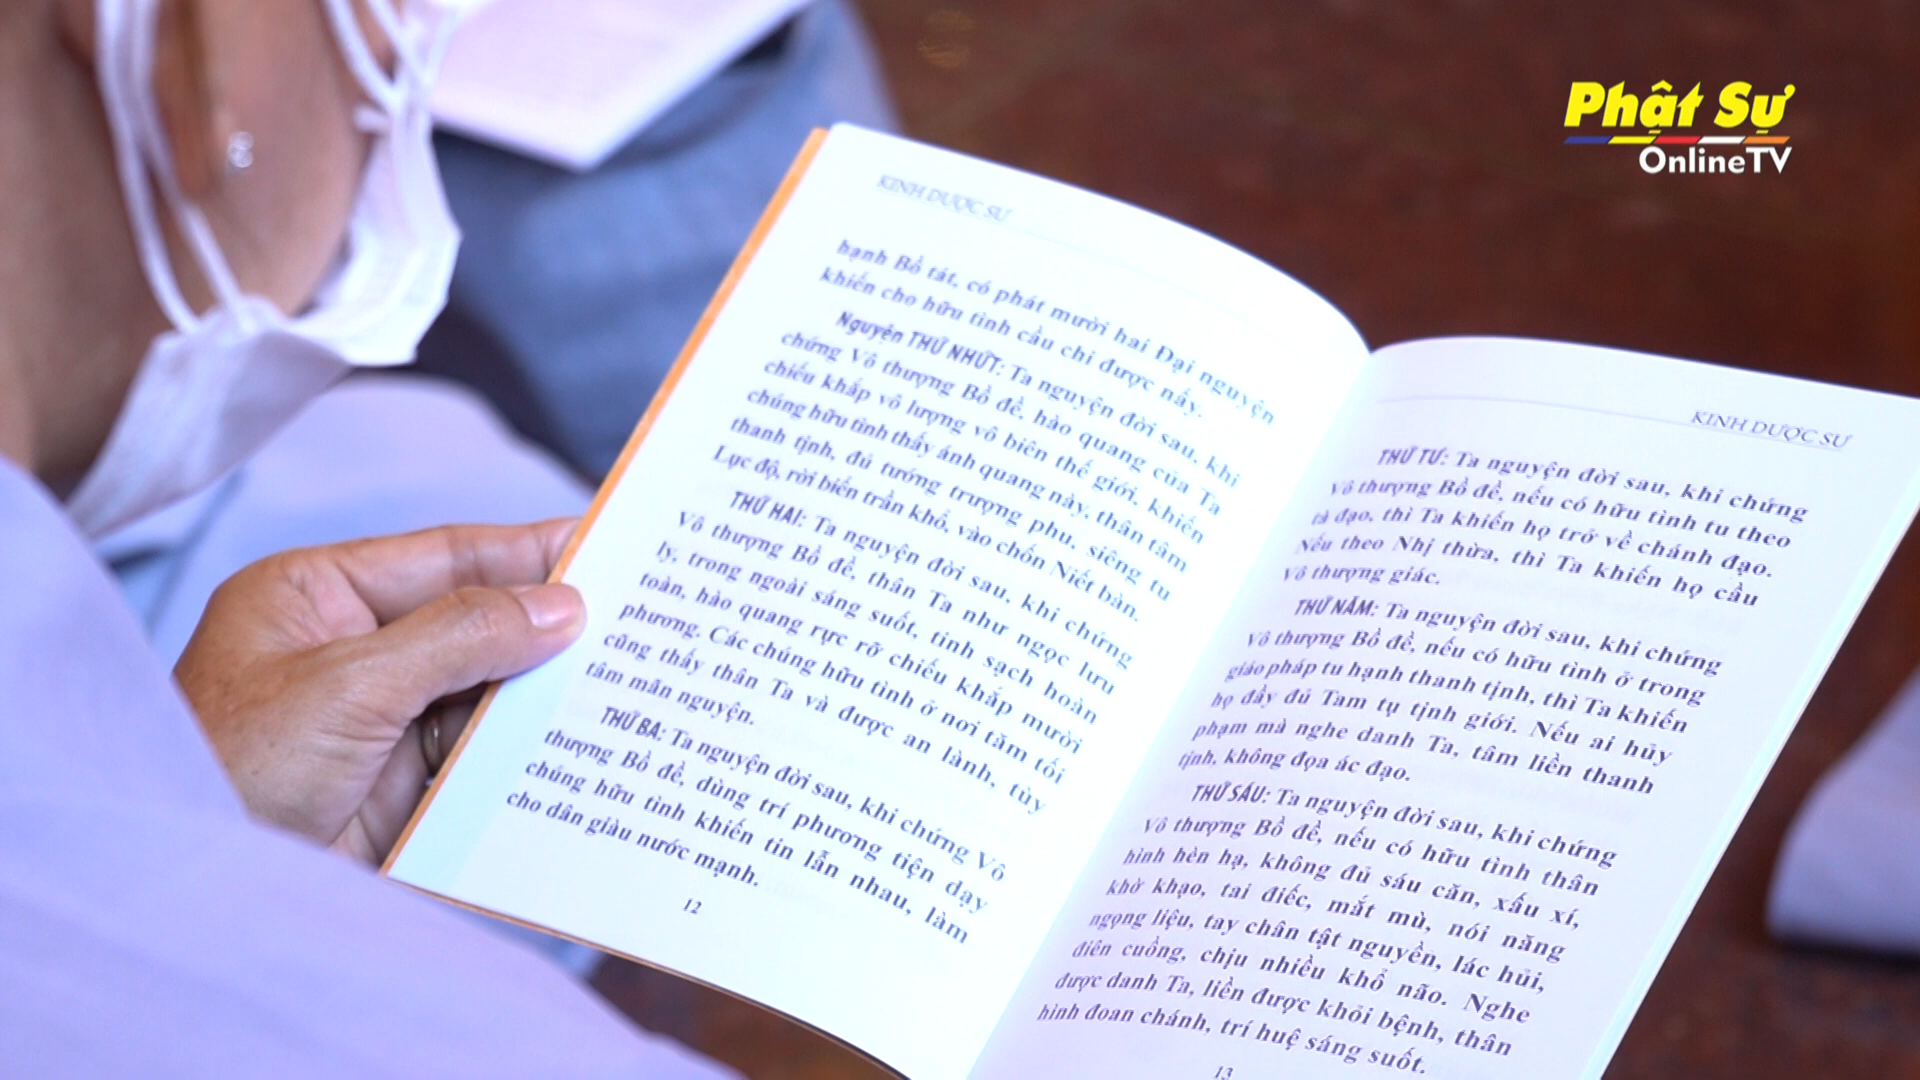 Phật Sự
OnlineTV
KINH DƯỢC SƯ
hạnh Bồ tát, có phát mười hai Đại nguyện
khiến cho hữu tình cầu chi được nấy.
Nguyện THỨ NHỨT: Ta nguyện đời sau, khi
chứng Vô thượng Bồ đề, hào quang của Ta
chiếu khắp vô lượng vô biên thế giới, khiến
chúng hữu tình thấy ánh quang này, thân tâm
thanh tịnh, đủ tướng trượng phu, siêng tu
Lục độ, rời biển trần khổ, vào chốn Niết bàn.
THỨ HAI: Ta nguyện đời sau, khi chứng
Vô thượng Bồ đề, thân Ta như ngọc lưu
ly, trong ngoài sáng suốt, tinh sạch hoàn
toàn, hào quang rực rỡ chiếu khắp mười
phương. Các chúng hữu tình ở nơi tăm tối
cũng thấy thân Ta và được an lành, tùy
tâm mãn nguyện.
THỨ BA: Ta nguyện đời sau, khi chứng Vô
thượng Bồ đề, dùng trí phương tiện dạy
chúng hữu tình khiến tin lẫn nhau, làm
cho dân giàu nước mạnh.
12
KINH DƯỢC SƯ
THỨ TƯ: Ta nguyện đời sau, khi chứng
Vô thượng Bồ đề, nếu có hữu tình tu theo
tà đạo, thì Ta khiến họ trở về chánh đạo.
Nếu theo Nhị thừa, thì Ta khiến họ cầu
Vô thượng giác.
THỨ NĂM: Ta nguyện đời sau, khi chứng
Vô thượng Bồ đề, nếu có hữu tình ở trong
giáo pháp tu hạnh thanh tịnh, thì Ta khiến
họ đầy đủ Tam tụ tịnh giới. Nếu ai hủy
phạm mà nghe danh Ta, tâm liền thanh
tịnh, không đọa ác đạo.
THỨ SÁU: Ta nguyện đời sau, khi chứng
Vô thượng Bồ đề, nếu có hữu tình thân
hình hèn hạ, không đủ sáu căn, xấu xí,
khờ khạo, tai điếc, mắt mù, nói năng
ngọng liệu, tay chân tật nguyền, lác hủi,
điên cuồng, chịu nhiều khổ não. Nghe
được danh Ta, liền được khỏi bệnh, thân
hình đoan chánh, trí huệ sáng suốt.
13